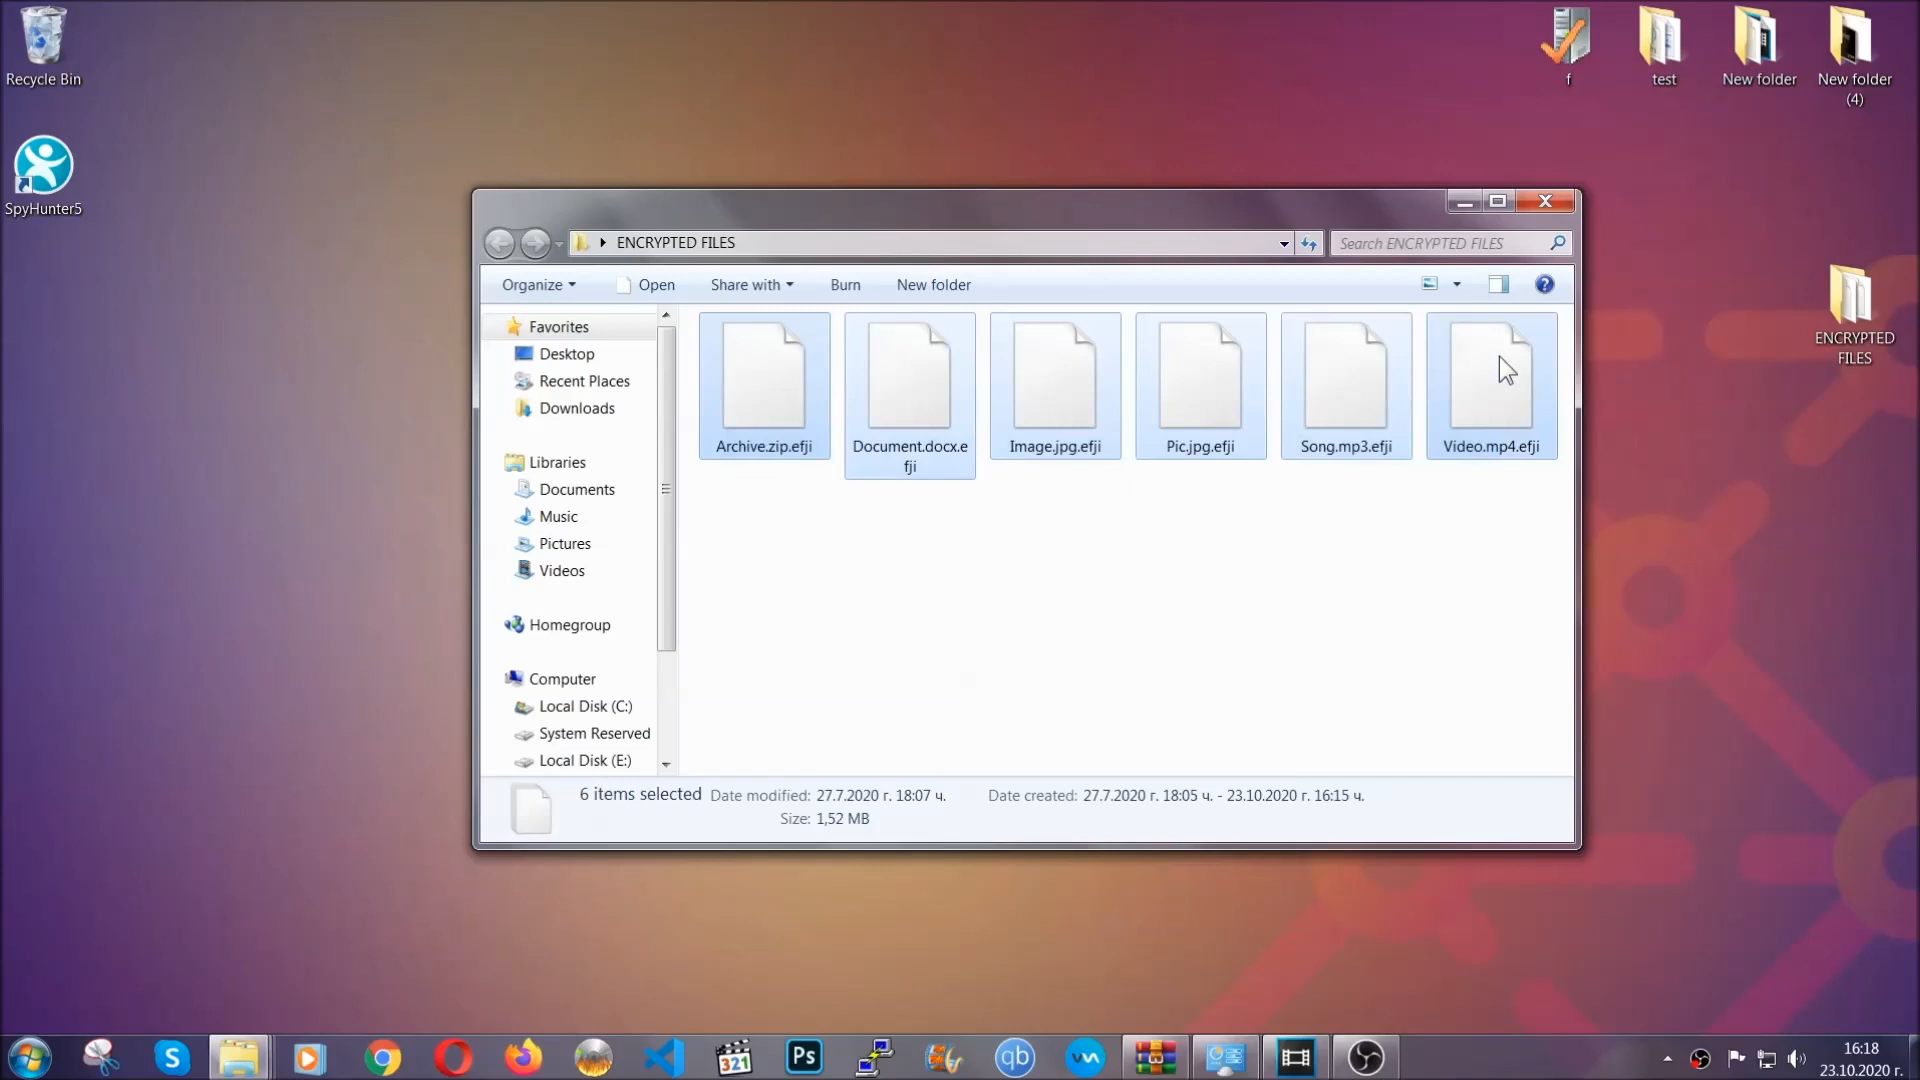 Recycle Bin
SpyHunter5
f
test
New folder
New folder
(4)
ENCRYPTED
FILES
ENCRYPTED FILES
Search ENCRYPTED FILES
Organize
Open
Share with
Burn
New folder
Favorites
Desktop
Recent Places
Downloads
Libraries
Documents
Music
Pictures
Videos
Homegroup
Computer
Local Disk (C:)
System Reserved
Local Disk (E:)
Archive.zip.efji
Document.docx.e
fji
Image.jpg.efji
Pic.jpg.efji
Song.mp3.efji
Video.mp4.efji
6 items selected
Date modified: 27.7.2020 г. 18:07 ч.
Date created: 27.7.2020 г. 18:05 ч. - 23.10.2020 г. 16:15 ч.
Size: 1,52 MB
S
321
Ps
qb
16:18
23.10.2020 г.